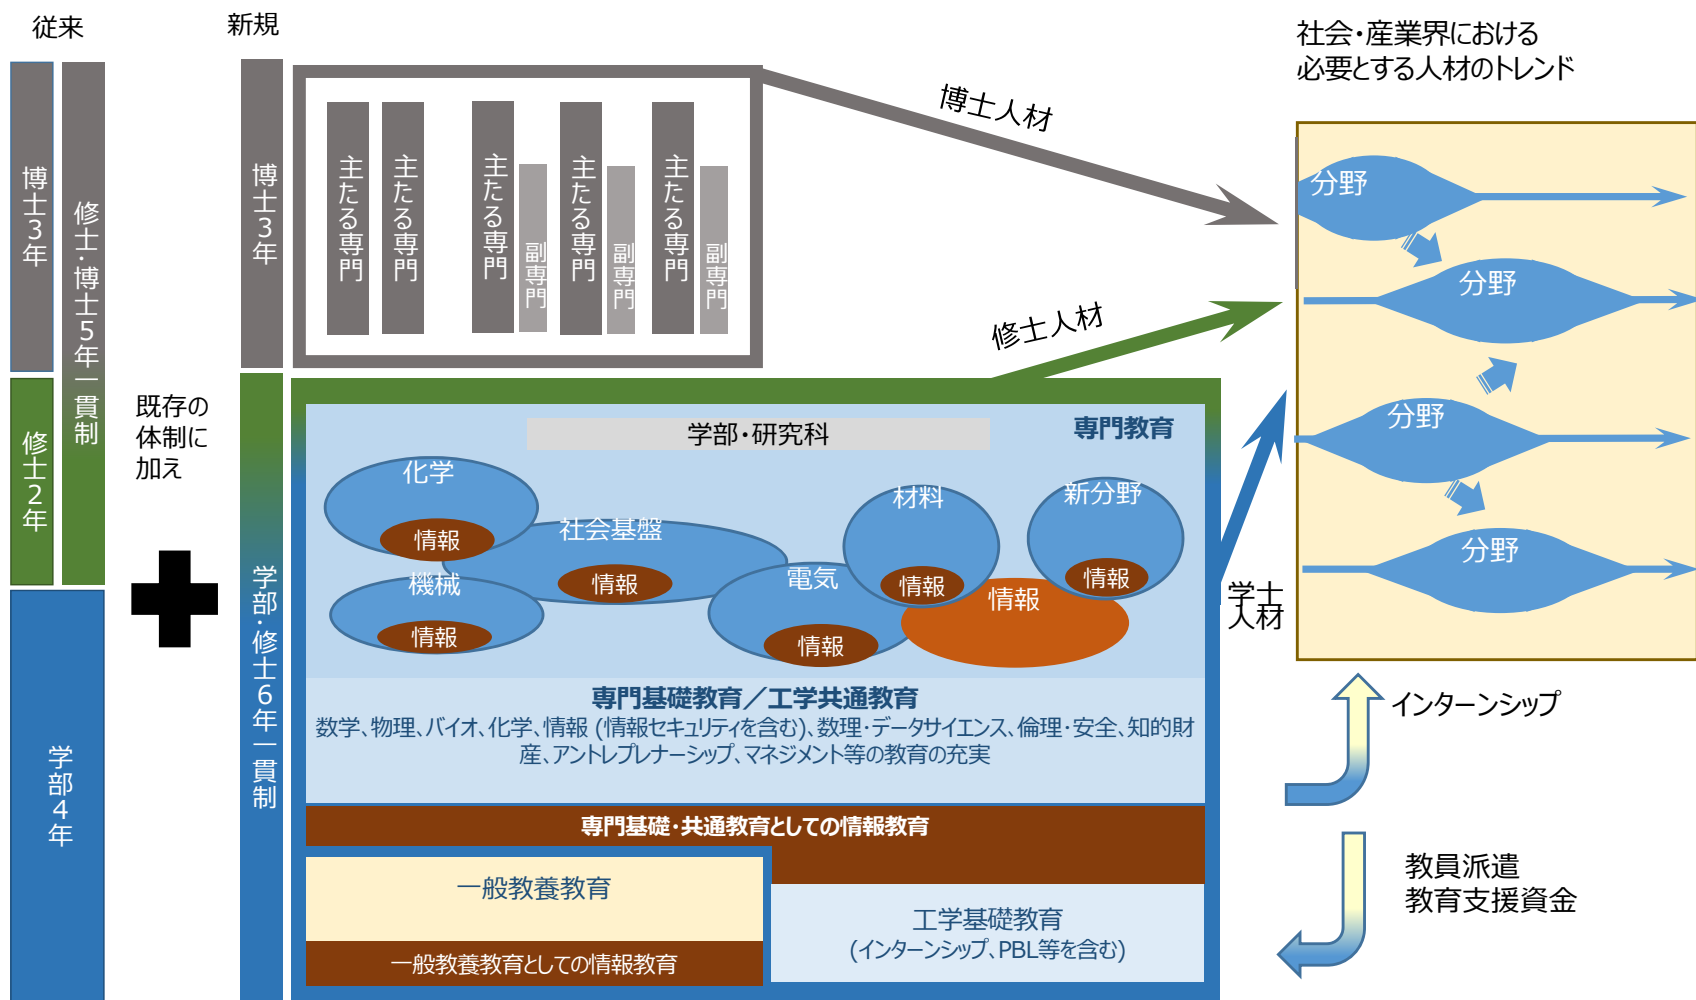 従来
新規
社会・産業界における
必要とする人材のトレンド
博士3年
修士・博士5年一貫制
修士2年
学部4年
既存の
体制に
加え
博士3年
学部・修士6年一貫制
主たる専門
主たる専門
主たる専門
副専門
主たる専門
副専門
主たる専門
副専門
博士人材
修士人材
学士
人材
分野
分野
分野
分野
学部・研究科
専門教育
化学
情報
社会基盤
情報
機械
情報
電気
情報
材料
情報
情報
新分野
情報
専門基礎教育／工学共通教育
数学、物理、バイオ、化学、情報 (情報セキュリティを含む)、数理・データサイエンス、倫理・安全、知的財
産、アントレプレナーシップ、マネジメント等の教育の充実
専門基礎・共通教育としての情報教育
一般教養教育
一般教養教育としての情報教育
工学基礎教育
(インターンシップ、PBL等を含む)
インターンシップ
教員派遣
教育支援資金